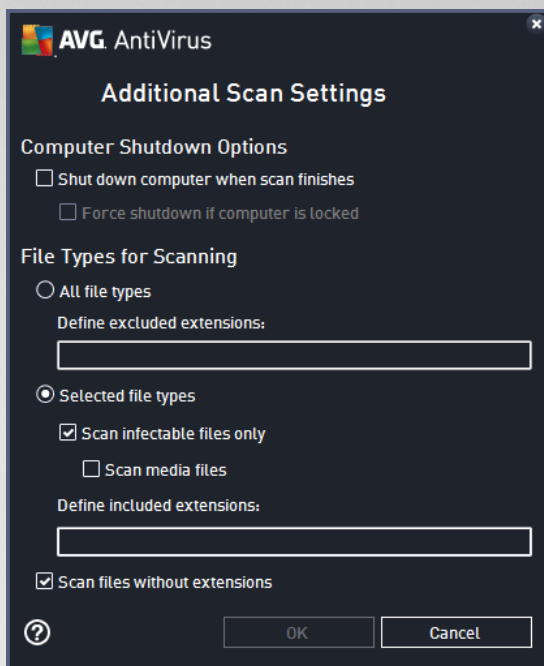 AVG. AntiVirus
Additional Scan Settings
Computer Shutdown Options
Shut down computer when scan finishes
Force shutdown if computer is locked
File Types for Scanning
All file types
Define excluded extensions:
Selected file types
Scan infectable files only
Scan media files
Define included extensions:
Scan files without extensions
?
OK
Cancel